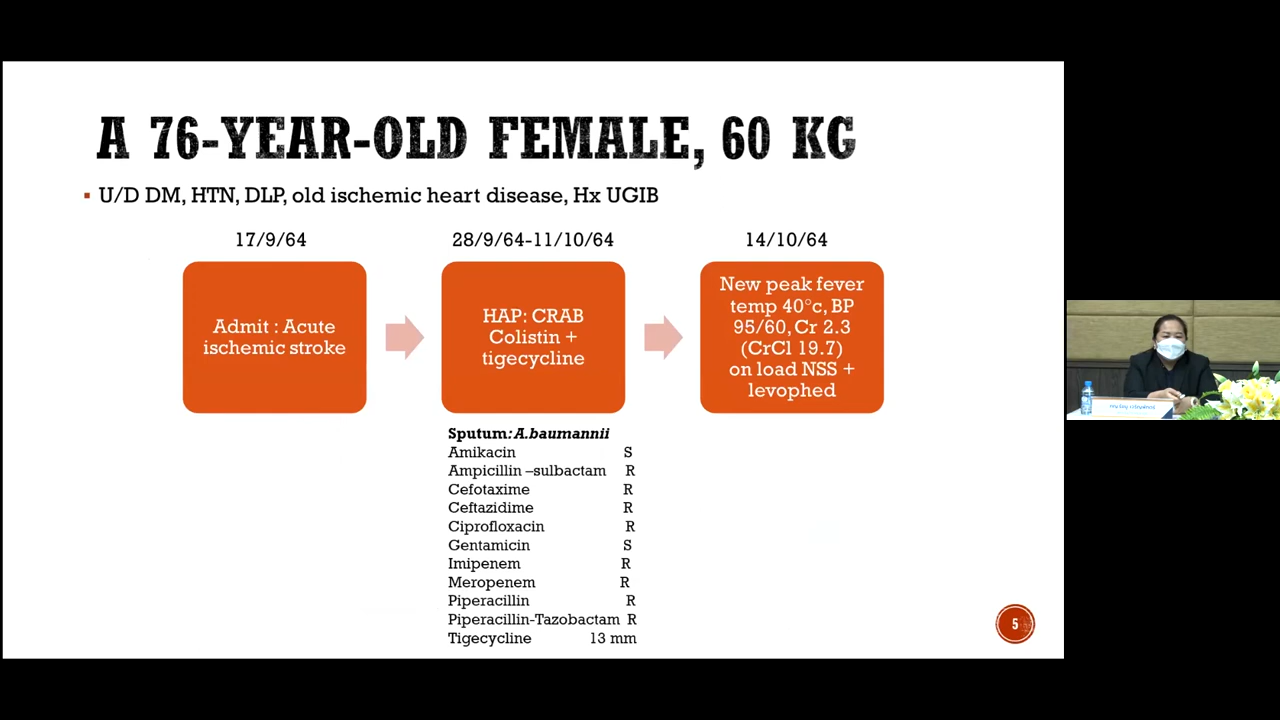 A 76-YEAR-OLD FEMALE, 60 KG
▪ U/D DM, HTN, DLP, old ischemic heart disease, Hx UGIB
17/9/64
Admit : Acute
ischemic stroke
28/9/64-11/10/64
HAP: CRAB
Colistin +
tigecycline
14/10/64
New peak fever
temp 40°c, BP
95/60, Cr 2.3
(CrCl 19.7)
on load NSS +
levophed
Sputum: A.baumannii
Amikacin S
Ampicillin –sulbactam R
Cefotaxime R
Ceftazidime R
Ciprofloxacin R
Gentamicin S
Imipenem R
Meropenem R
Piperacillin R
Piperacillin-Tazobactam R
Tigecycline 13 mm
5